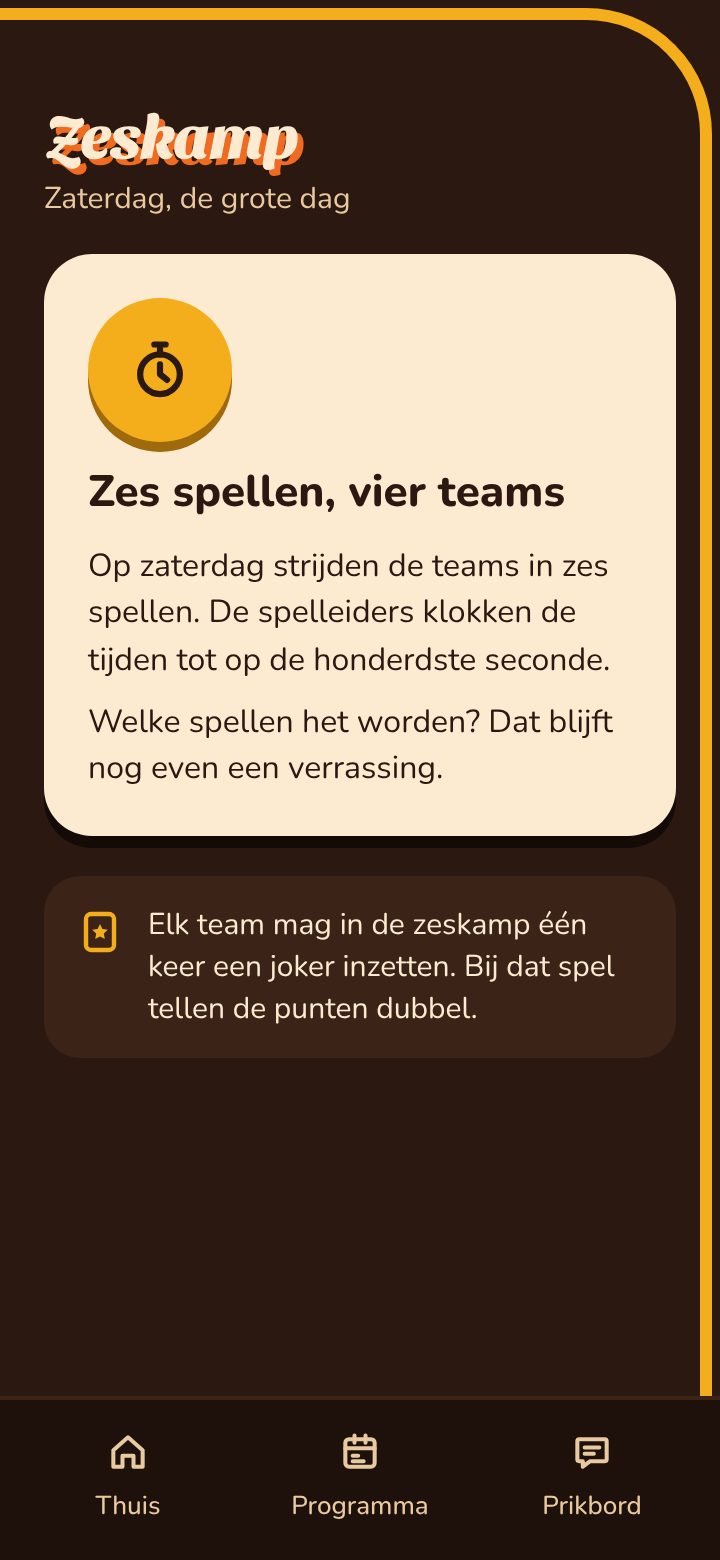 Zeskamp
Zaterdag, de grote dag
Zes spellen, vier teams
Op zaterdag strijden de teams in zes
spellen. De spelleiders klokken de
tijden tot op de honderdste seconde.
Welke spellen het worden? Dat blijft
nog even een verrassing.
Elk team mag in de zeskamp één
keer een joker inzetten. Bij dat spel
tellen de punten dubbel.
Thuis
Programma
Prikbord